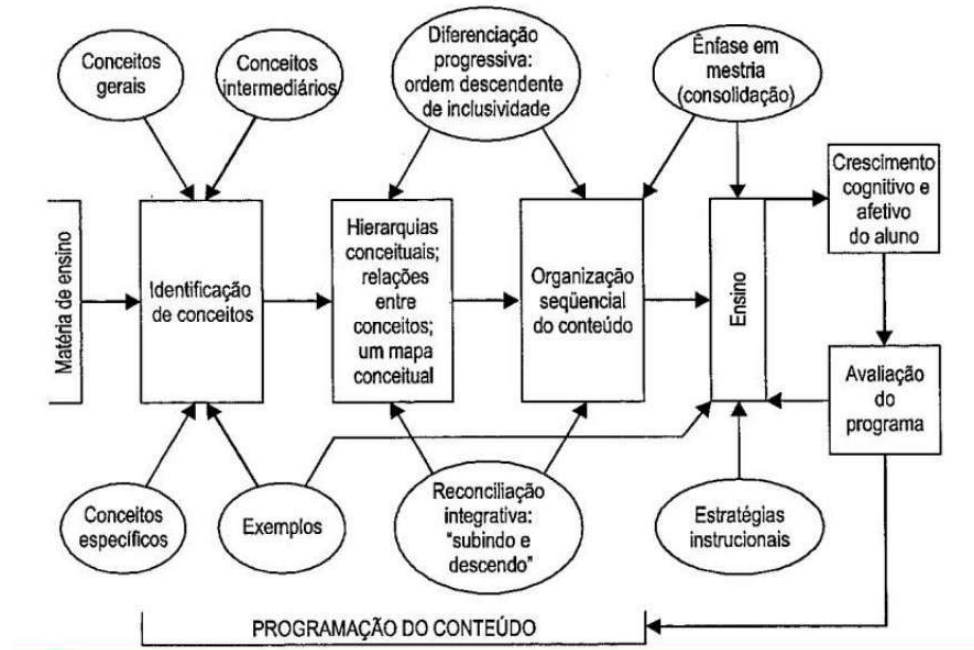 Conceitos
gerais
Conceitos
intermediários
Diferenciação
progressiva:
ordem descendente
de inclusividade
Ênfase em
mestria
(consolidação)
Matéria de ensino
Identificação
de conceitos
Hierarquias
conceituais;
relações
entre
conceitos;
um mapa
conceitual
Organização
seqüencial
do conteúdo
Ensino
Crescimento
cognitivo e
afetivo
do aluno
Avaliação
do
programa
Conceitos
específicos
Exemplos
Reconciliação
integrativa:
"subindo e
descendo"
Estratégias
instrucionais
PROGRAMAÇÃO DO CONTEÚDO